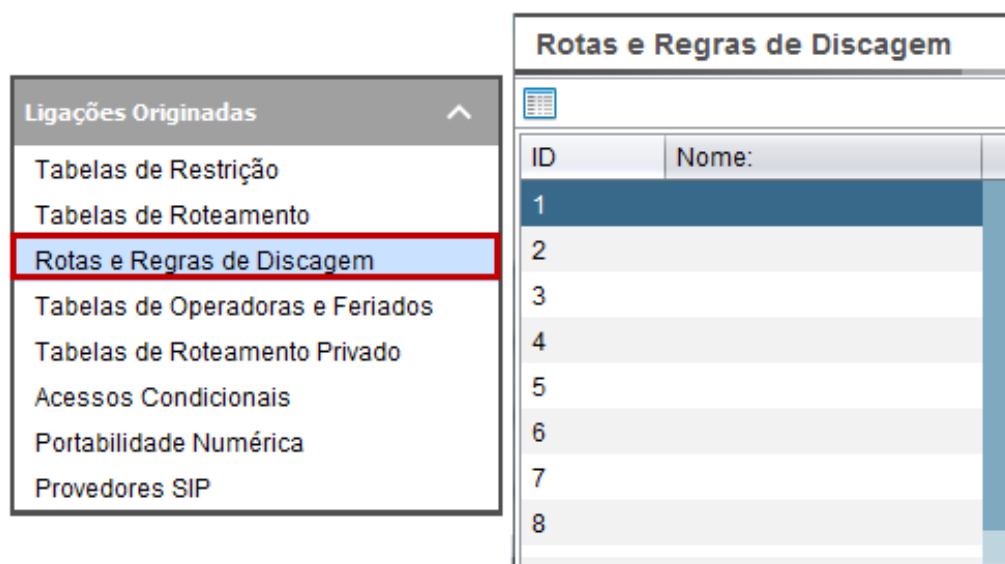 Ligações Originadas
Tabelas de Restrição
Tabelas de Roteamento
Rotas e Regras de Discagem
Tabelas de Operadoras e Feriados
Tabelas de Roteamento Privado
Acessos Condicionais
Portabilidade Numérica
Provedores SIP
Rotas e Regras de Discagem
ID Nome:
1
2
3
4
5
6
7
8